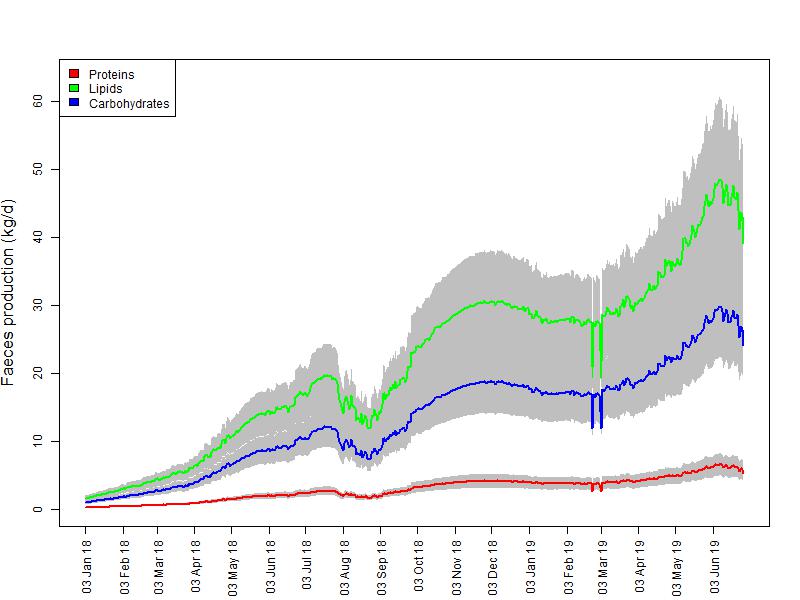 Proteins
Lipids
Carbohydrates
Faeces production (kg/d)
60
50
40
30
20
10
0
03 Jan 18
03 Feb 18
03 Mar 18
03 Apr 18
03 May 18
03 Jun 18
03 Jul 18
03 Aug 18
03 Sep 18
03 Oct 18
03 Nov 18
03 Dec 18
03 Jan 19
03 Feb 19
03 Mar 19
03 Apr 19
03 May 19
03 Jun 19